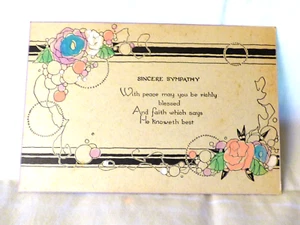 SINCERE SYMPATHY
With peace may you be richly
blessed
And faith which says
He Knoweth best